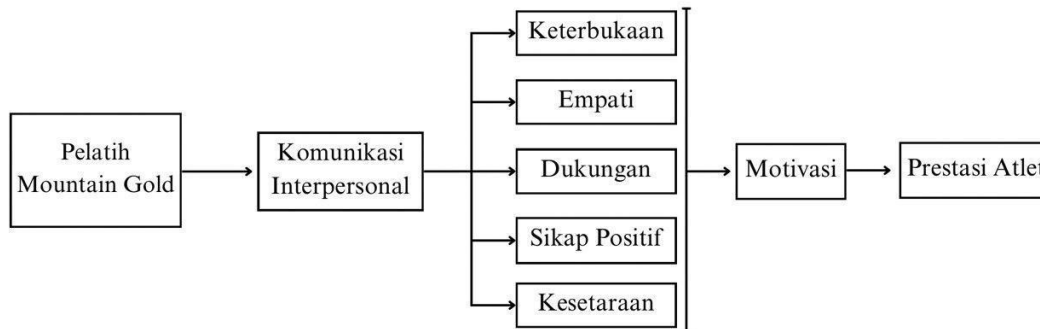 Pelatih
Mountain Gold
Komunikasi
Interpersonal
Keterbukaan
Empati
Dukungan
Sikap Positif
Kesetaraan
Motivasi
Prestasi Atlet